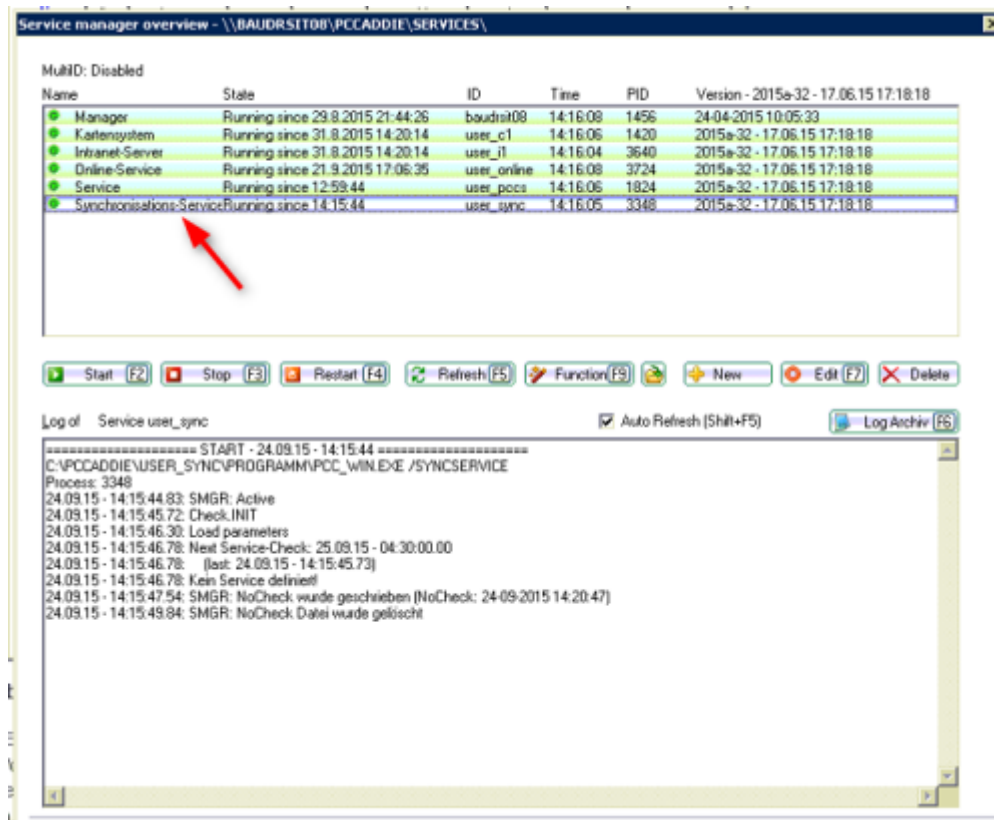 Service manager overview - \\BAUDRSIT08\PCCADDIE\SERVICES\
MultiID: Disabled
Name State ID Time PID Version - 2015a-32 - 17.06.15 17:18:18
Manager Running since 29.8.2015 21:44:26 baudrsit08 14:16:08 1456 24-04-2015 10:05:33
Kartensystem Running since 31.8.2015 14:20:14 user_c1 14:16:06 1420 2015a-32 - 17.06.15 17:18:18
Intranet-Server Running since 31.8.2015 14:20:14 user_i1 14:16:04 3640 2015a-32 - 17.06.15 17:18:18
Online-Service Running since 21.9.2015 17:06:35 user_online 14:16:08 3724 2015a-32 - 17.06.15 17:18:18
Service Running since 12:59:44 user_pccs 14:16:06 1824 2015a-32 - 17.06.15 17:18:18
Synchronisations-Service Running since 14:15:44 user_sync 14:16:05 3348 2015a-32 - 17.06.15 17:18:18
Start F2 Stop F3 Restart F4 Refresh F5 Function F9 New Edit F7 Delete
Log of Service user_sync Auto Refresh (Shift+F5) Log Archiv F6
==================== START - 24.09.15 - 14:15:44 ====================
C:\PCCADDIE\USER_SYNC\PROGRAMM\PCC_WIN.EXE /SYNCSERVICE
Process: 3348
24.09.15 - 14:15:44.83: SMGR: Active
24.09.15 - 14:15:45.72: Check.INIT
24.09.15 - 14:15:46.30: Load parameters
24.09.15 - 14:15:46.78: Next Service-Check: 25.09.15 - 04:30:00.00
24.09.15 - 14:15:46.78: (last: 24.09.15 - 14:15:45.73)
24.09.15 - 14:15:46.78: Kein Service definiert!
24.09.15 - 14:15:47.54: SMGR: NoCheck wurde geschrieben (NoCheck: 24-09-2015 14:20:47)
24.09.15 - 14:15:49.84: SMGR: NoCheck Datei wurde gelöscht